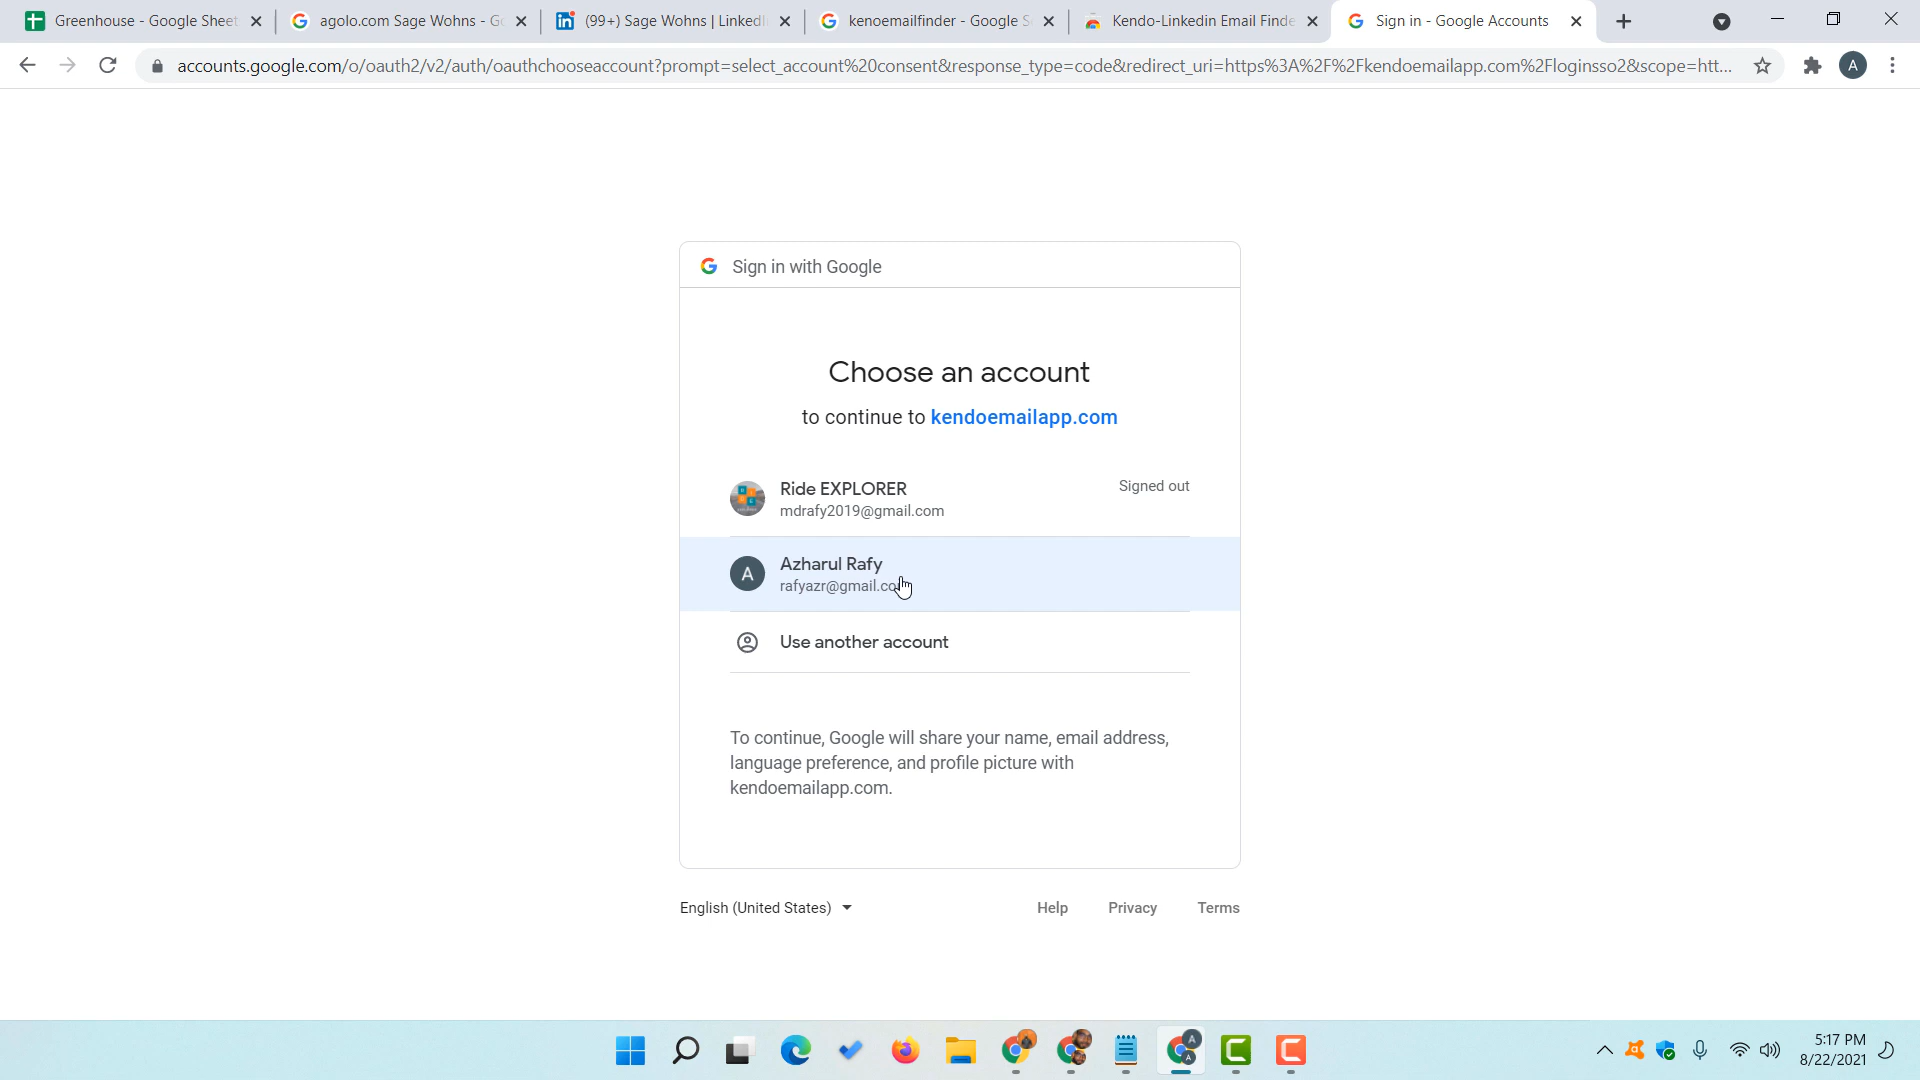 Greenhouse - Google Sheet
agolo.com Sage Wohns - Go
(99+) Sage Wohns | LinkedI
kenoemailfinder - Google S
Kendo-Linkedin Email Finde
Sign in - Google Accounts
accounts.google.com/o/oauth2/v2/auth/oauthchooseaccount?prompt=select_account%20consent&response_type=code&redirect_uri=https%3A%2F%2Fkendoemailapp.com%2Floginsso2&scope=htt...
A
Sign in with Google
Choose an account
to continue to kendoemailapp.com
Ride EXPLORER
Signed out
mdrafy2019@gmail.com
A
Azharul Rafy
rafyazr@gmail.co
Use another account
To continue, Google will share your name, email address,
language preference, and profile picture with
kendoemailapp.com.
English (United States)
Help
Privacy
Terms
5:17 PM
8/22/2021